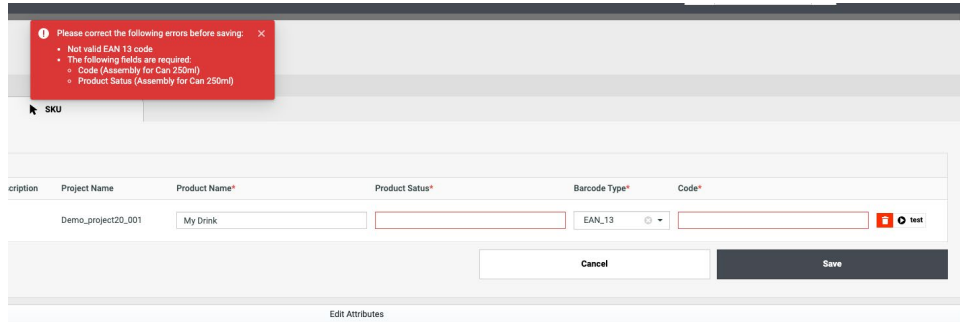 Please correct the following errors before saving:
Not valid EAN 13 code
The following fields are required:
Code (Assembly for Can 250ml)
Product Satus (Assembly for Can 250ml)
SKU
cription Project Name Product Name* Product Satus* Barcode Type* Code*
Demo_project20_001 My Drink EAN_13 test
Cancel Save
Edit Attributes